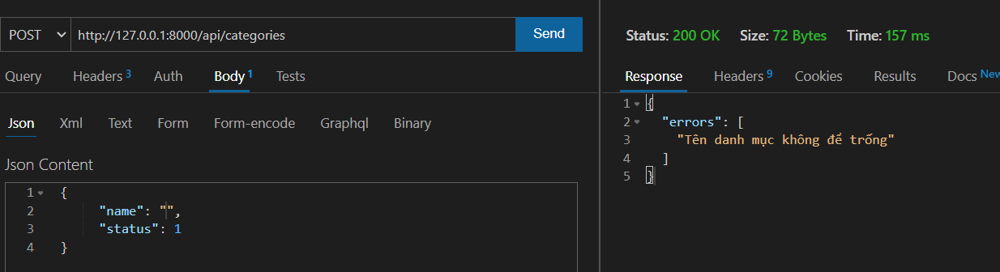 POST http://127.0.0.1:8000/api/categories Send
Query Headers 3 Auth Body 1 Tests
Json Xml Text Form Form-encode Graphql Binary
Json Content
1 {
2 "name": "",
3 "status": 1
4 }
Status: 200 OK Size: 72 Bytes Time: 157 ms
Response Headers 9 Cookies Results Docs New
1 {
2 "errors": [
3 "Tên danh mục không để trống"
4 ]
5 }